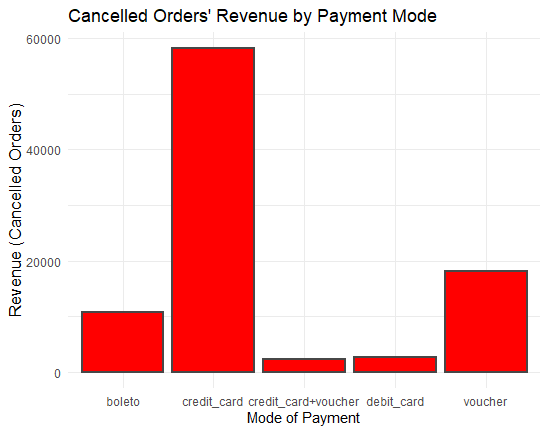 Cancelled Orders' Revenue by Payment Mode
Revenue (Cancelled Orders)
60000
40000
20000
0
boleto credit_card credit_card+voucher debit_card voucher
Mode of Payment